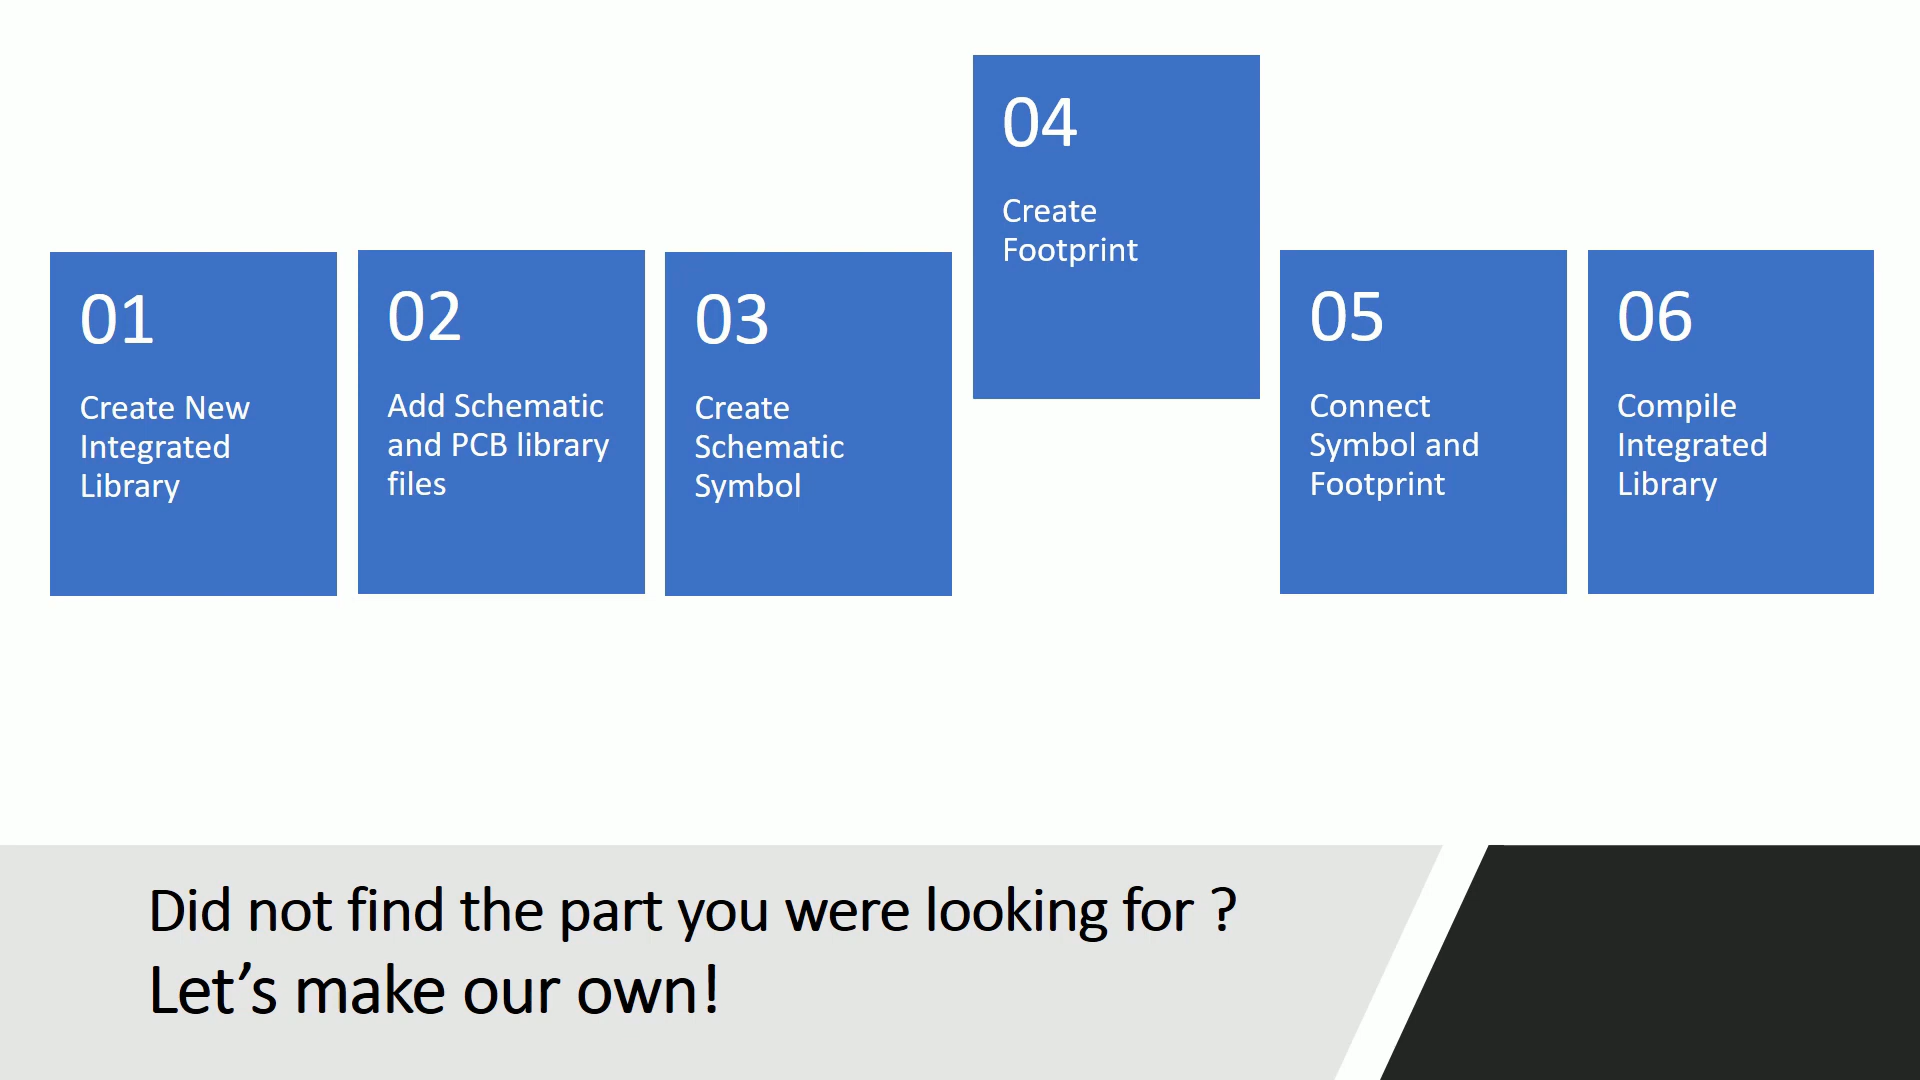 01
Create New
Integrated
Library
02
Add Schematic
and PCB library
files
03
Create
Schematic
Symbol
04
Create
Footprint
05
Connect
Symbol and
Footprint
06
Compile
Integrated
Library
Did not find the part you were looking for ?
Let’s make our own!